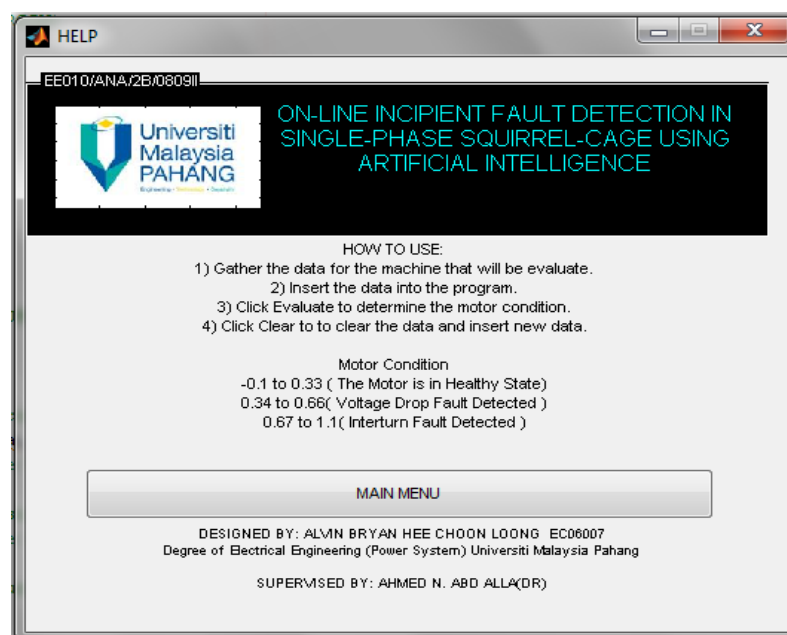 HELP
EE010/ANA/2B/0809II
Universiti
Malaysia
PAHANG
ON-LINE INCIPIENT FAULT DETECTION IN
SINGLE-PHASE SQUIRREL-CAGE USING
ARTIFICIAL INTELLIGENCE
HOW TO USE:
1) Gather the data for the machine that will be evaluate.
2) Insert the data into the program.
3) Click Evaluate to determine the motor condition.
4) Click Clear to to clear the data and insert new data.
Motor Condition
-0.1 to 0.33 ( The Motor is in Healthy State)
0.34 to 0.66( Voltage Drop Fault Detected )
0.67 to 1.1( Interturn Fault Detected )
MAIN MENU
DESIGNED BY: ALVIN BRYAN HEE CHOON LOONG EC06007
Degree of Electrical Engineering (Power System) Universiti Malaysia Pahang
SUPERVISED BY: AHMED N. ABD ALLA(DR)